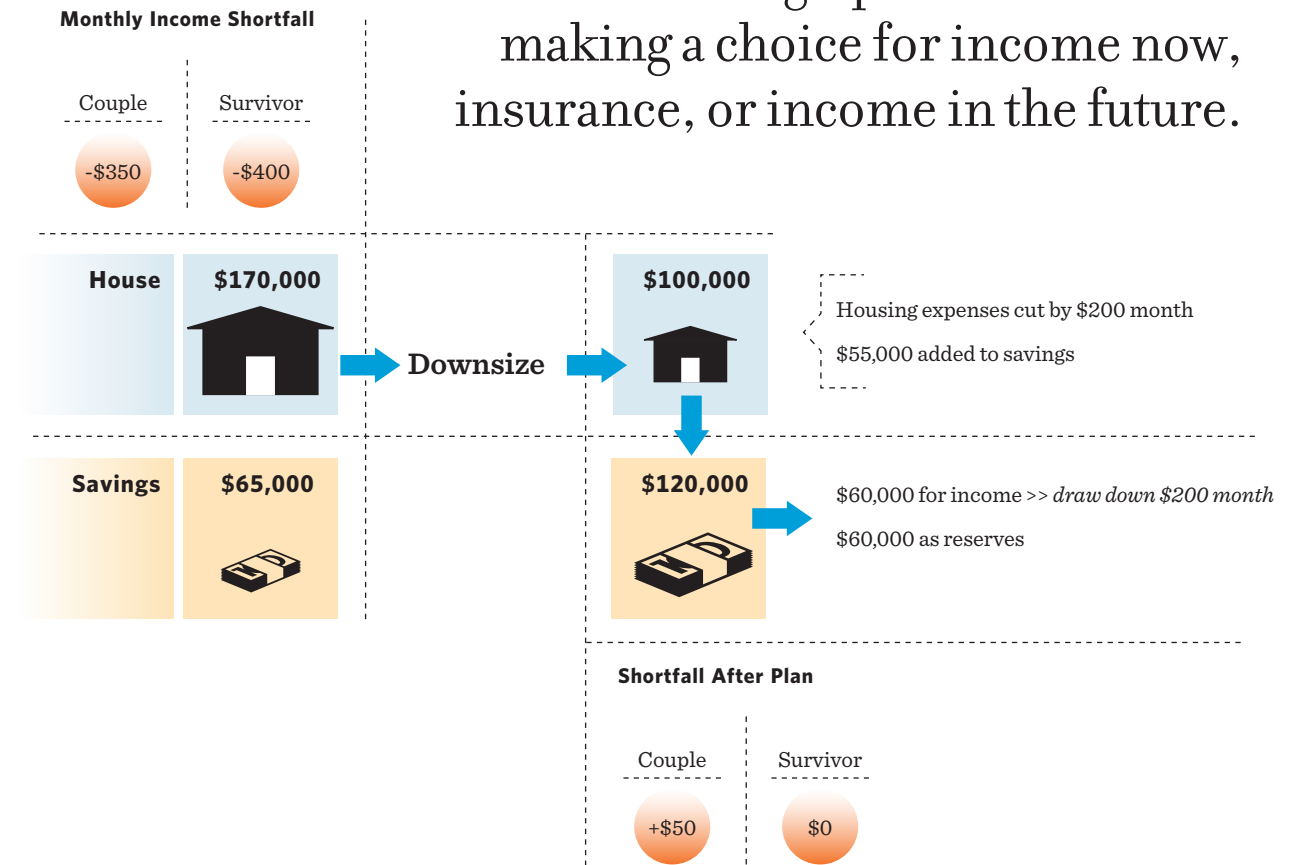 Monthly Income Shortfall
making a choice for income now,
insurance, or income in the future.
Couple
Survivor
-$350
-$400
House
$170,000
$100,000
Housing expenses cut by $200 month
Downsize
$55,000 added to savings
Savings
$65,000
$120,000
$60,000 for income >> draw down $200 month
$60,000 as reserves
Shortfall After Plan
Couple
Survivor
+$50
$0